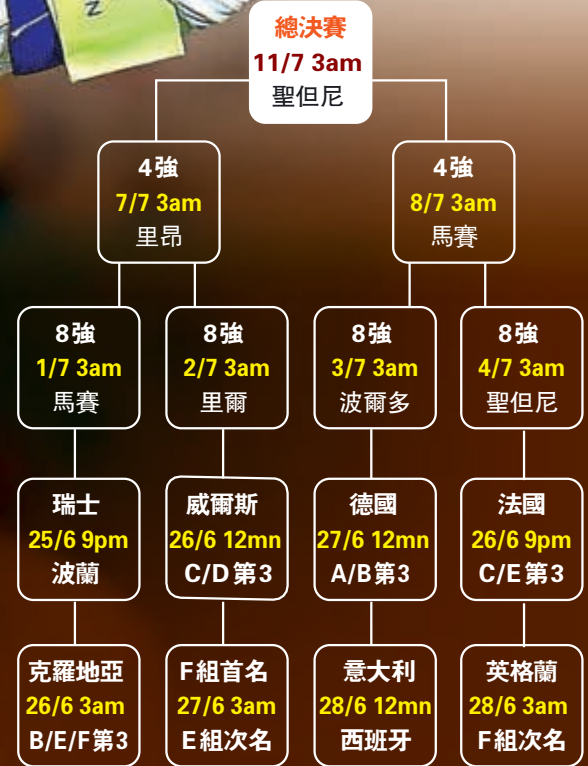 Z
總決賽
11/7 3am
聖但尼
4強
7/7 3am
里昂
4強
8/7 3am
馬賽
8強
1/7 3am
馬賽
8強
2/7 3am
里爾
8強
3/7 3am
波爾多
8強
4/7 3am
聖但尼
瑞士
25/6 9pm
波蘭
威爾斯
26/6 12mn
C/D第3
德國
27/6 12mn
A/B第3
法國
26/6 9pm
C/E第3
克羅地亞
26/6 3am
B/E/F第3
F組首名
27/6 3am
E組次名
意大利
28/6 12mn
西班牙
英格蘭
28/6 3am
F組次名